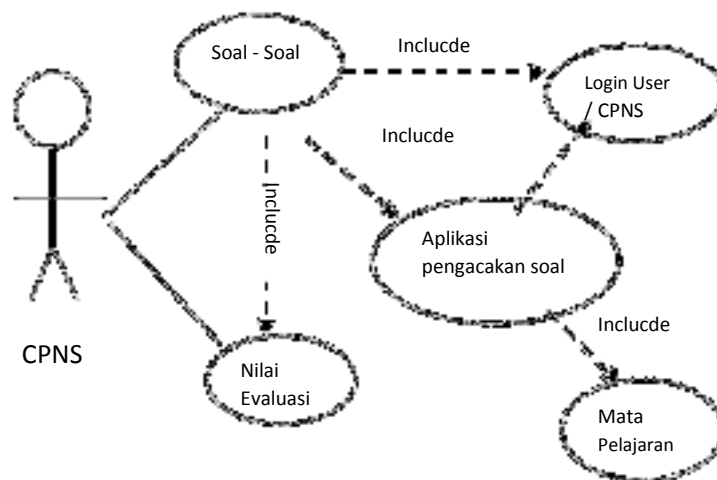 Soal - Soal
Inclucde
Login User
/ CPNS
Inclucde
Inclucde
Aplikasi
pengacakan soal
CPNS
Nilai
Evaluasi
Inclucde
Mata
Pelajaran